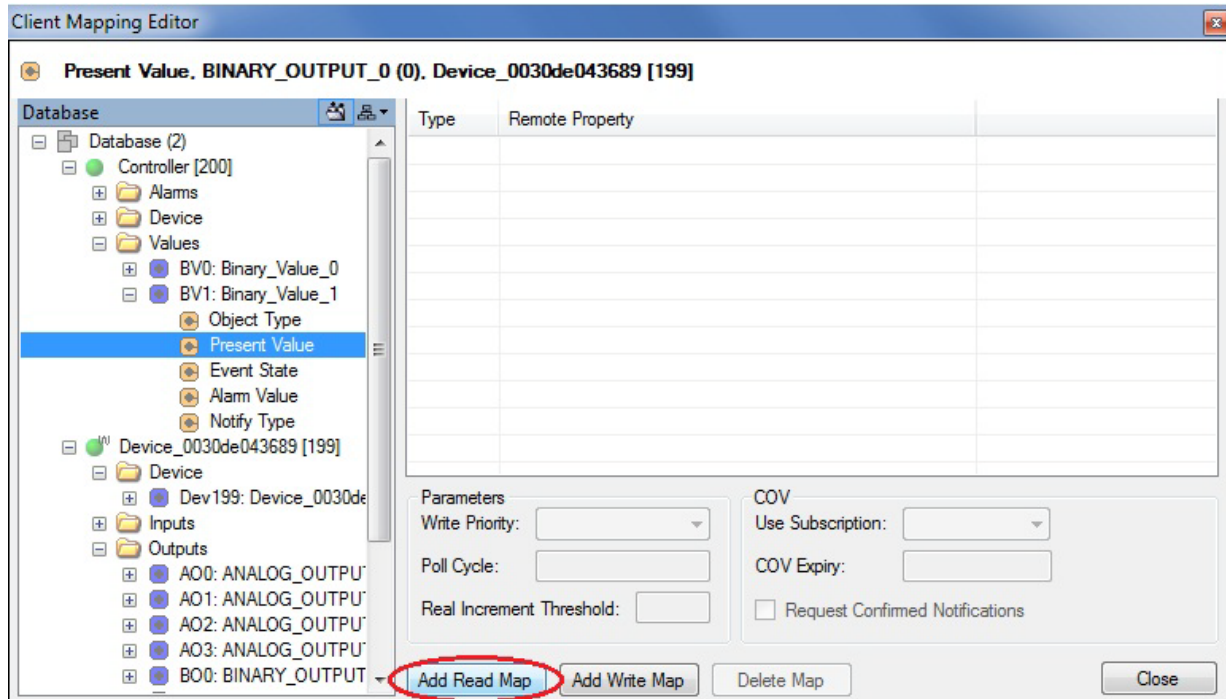 Client Mapping Editor
Present Value, BINARY_OUTPUT_0 (0), Device_0030de043689 [199]
Database
Database (2)
Controller [200]
Alarms
Device
Values
BV0: Binary_Value_0
BV1: Binary_Value_1
Object Type
Present Value
Event State
Alarm Value
Notify Type
Device_0030de043689 [199]
Device
Dev199: Device_0030de
Inputs
Outputs
AO0: ANALOG_OUTPUT
AO1: ANALOG_OUTPUT
AO2: ANALOG_OUTPUT
AO3: ANALOG_OUTPUT
BO0: BINARY_OUTPUT
Type Remote Property
Parameters
Write Priority:
Poll Cycle:
Real Increment Threshold:
COV
Use Subscription:
COV Expiry:
Request Confirmed Notifications
Add Read Map Add Write Map Delete Map Close